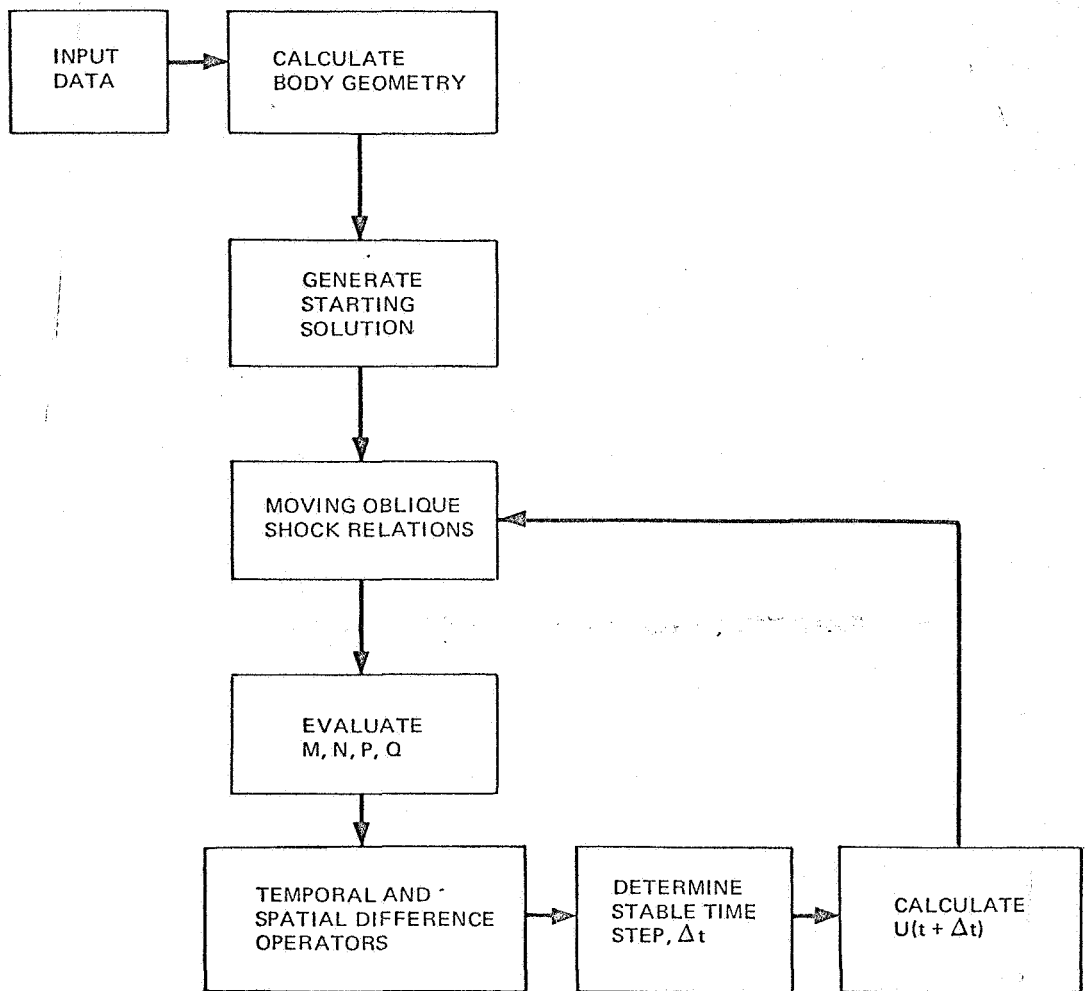 INPUT
DATA
CALCULATE
BODY GEOMETRY
GENERATE
STARTING
SOLUTION
MOVING OBLIQUE
SHOCK RELATIONS
EVALUATE
M, N, P, Q
TEMPORAL AND
SPATIAL DIFFERENCE
OPERATORS
DETERMINE
STABLE TIME
STEP, Δt
CALCULATE
U(t + Δt)